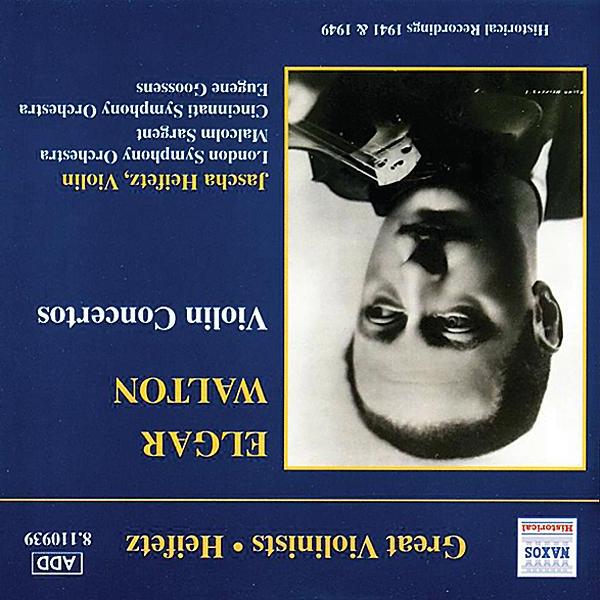 NAXOS
Historical
Great Violinists • Heifetz
ADD
8.110939
ELGAR
WALTON
Violin Concertos
Jascha Heifetz, Violin
London Symphony Orchestra
Malcolm Sargent
Cincinnati Symphony Orchestra
Eugene Goossens
Historical Recordings 1941 & 1949